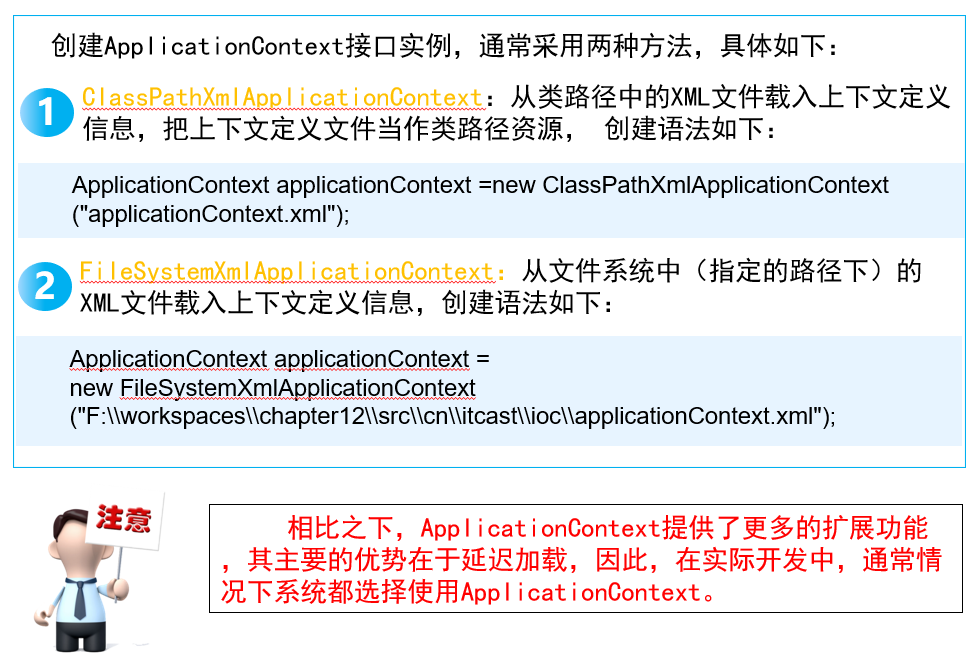 创建ApplicationContext接口实例，通常采用两种方法，具体如下：
1
ClassPathXmlApplicationContext：从类路径中的XML文件载入上下文定义
信息，把上下文定义文件当作类路径资源， 创建语法如下：
ApplicationContext applicationContext =new ClassPathXmlApplicationContext
("applicationContext.xml");
2
FileSystemXmlApplicationContext：从文件系统中（指定的路径下）的
XML文件载入上下文定义信息，创建语法如下：
ApplicationContext applicationContext =
new FileSystemXmlApplicationContext
("F:\\workspaces\\chapter12\\src\\cn\\itcast\\ioc\\applicationContext.xml");
注意
相比之下，ApplicationContext提供了更多的扩展功能
，其主要的优势在于延迟加载，因此，在实际开发中，通常情
况下系统都选择使用ApplicationContext。